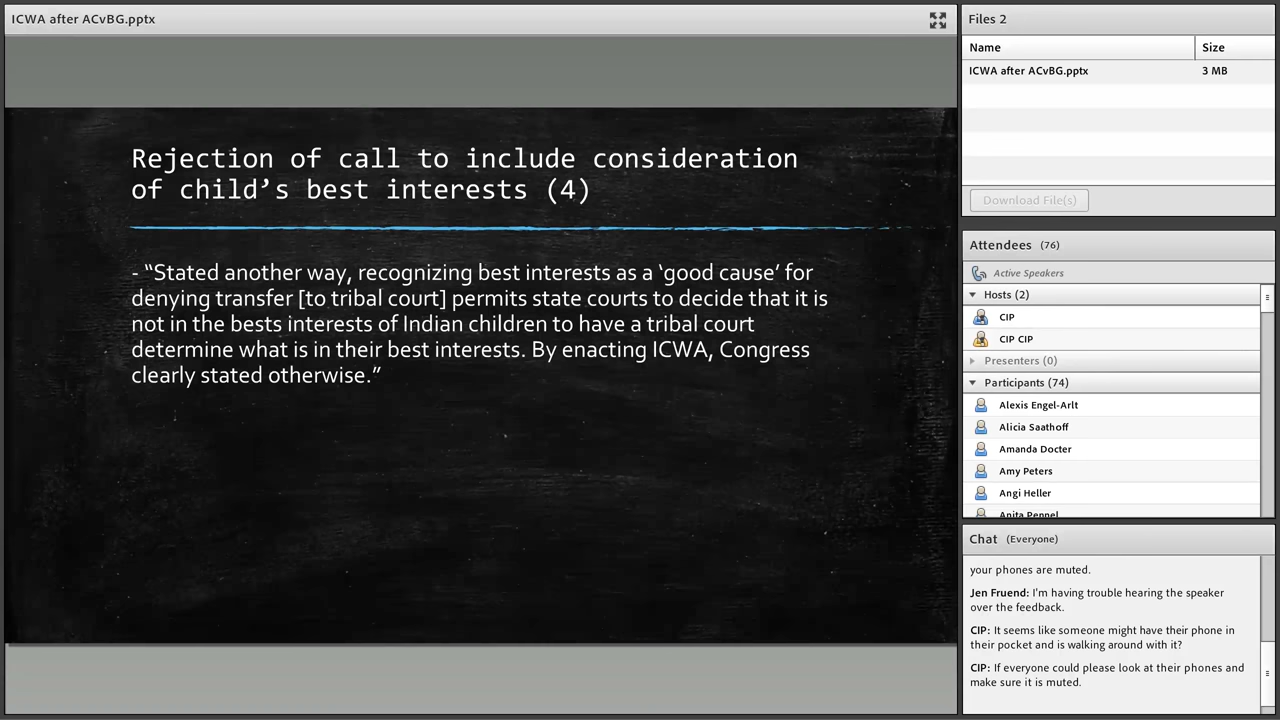 ICWA after ACvBG.pptx
Rejection of call to include consideration
of child’s best interests (4)
- “Stated another way, recognizing best interests as a ‘good cause’ for
denying transfer [to tribal court] permits state courts to decide that it is
not in the bests interests of Indian children to have a tribal court
determine what is in their best interests. By enacting ICWA, Congress
clearly stated otherwise.”
Files 2
Name Size
ICWA after ACvBG.pptx 3 MB
Download File(s)
Attendees (76)
Active Speakers
Hosts (2)
CIP
CIP CIP
Presenters (0)
Participants (74)
Alexis Engel-Arlt
Alicia Saathoff
Amanda Docter
Amy Peters
Angi Heller
Anita Pennel
Chat (Everyone)
your phones are muted.
Jen Fruend: I'm having trouble hearing the speaker
over the feedback.
CIP: It seems like someone might have their phone in
their pocket and is walking around with it?
CIP: If everyone could please look at their phones and
make sure it is muted.